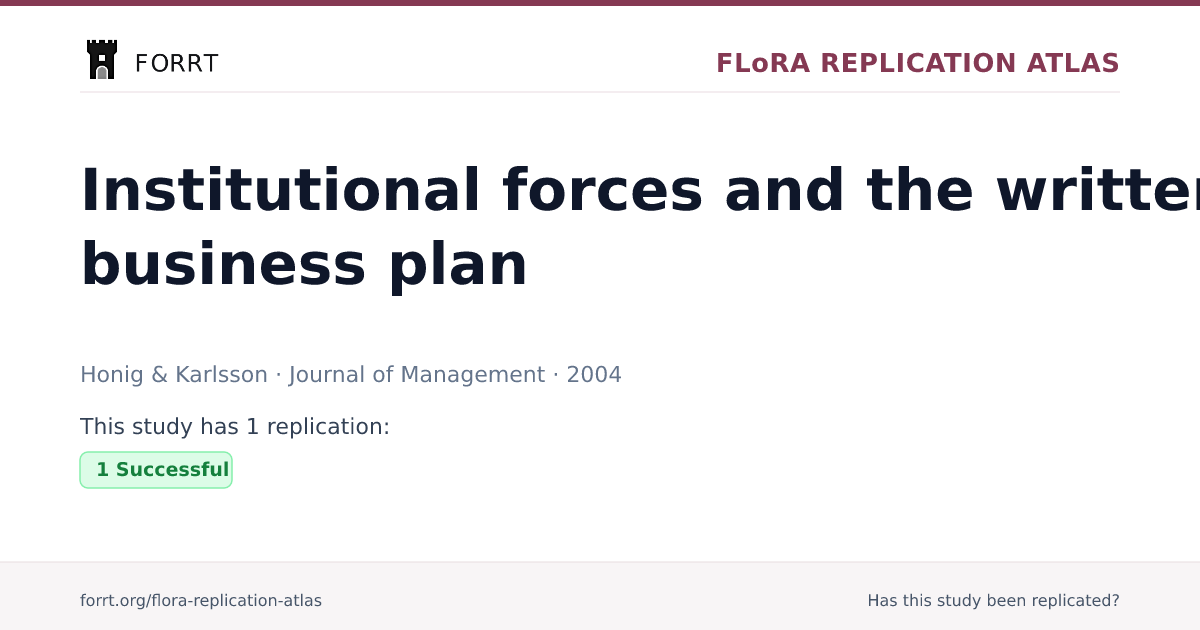 FORRT
FLoRA REPLICATION ATLAS
Institutional forces and the written
business plan
Honig & Karlsson · Journal of Management · 2004
This study has 1 replication:
1 Successful
forrt.org/flora-replication-atlas
Has this study been replicated?